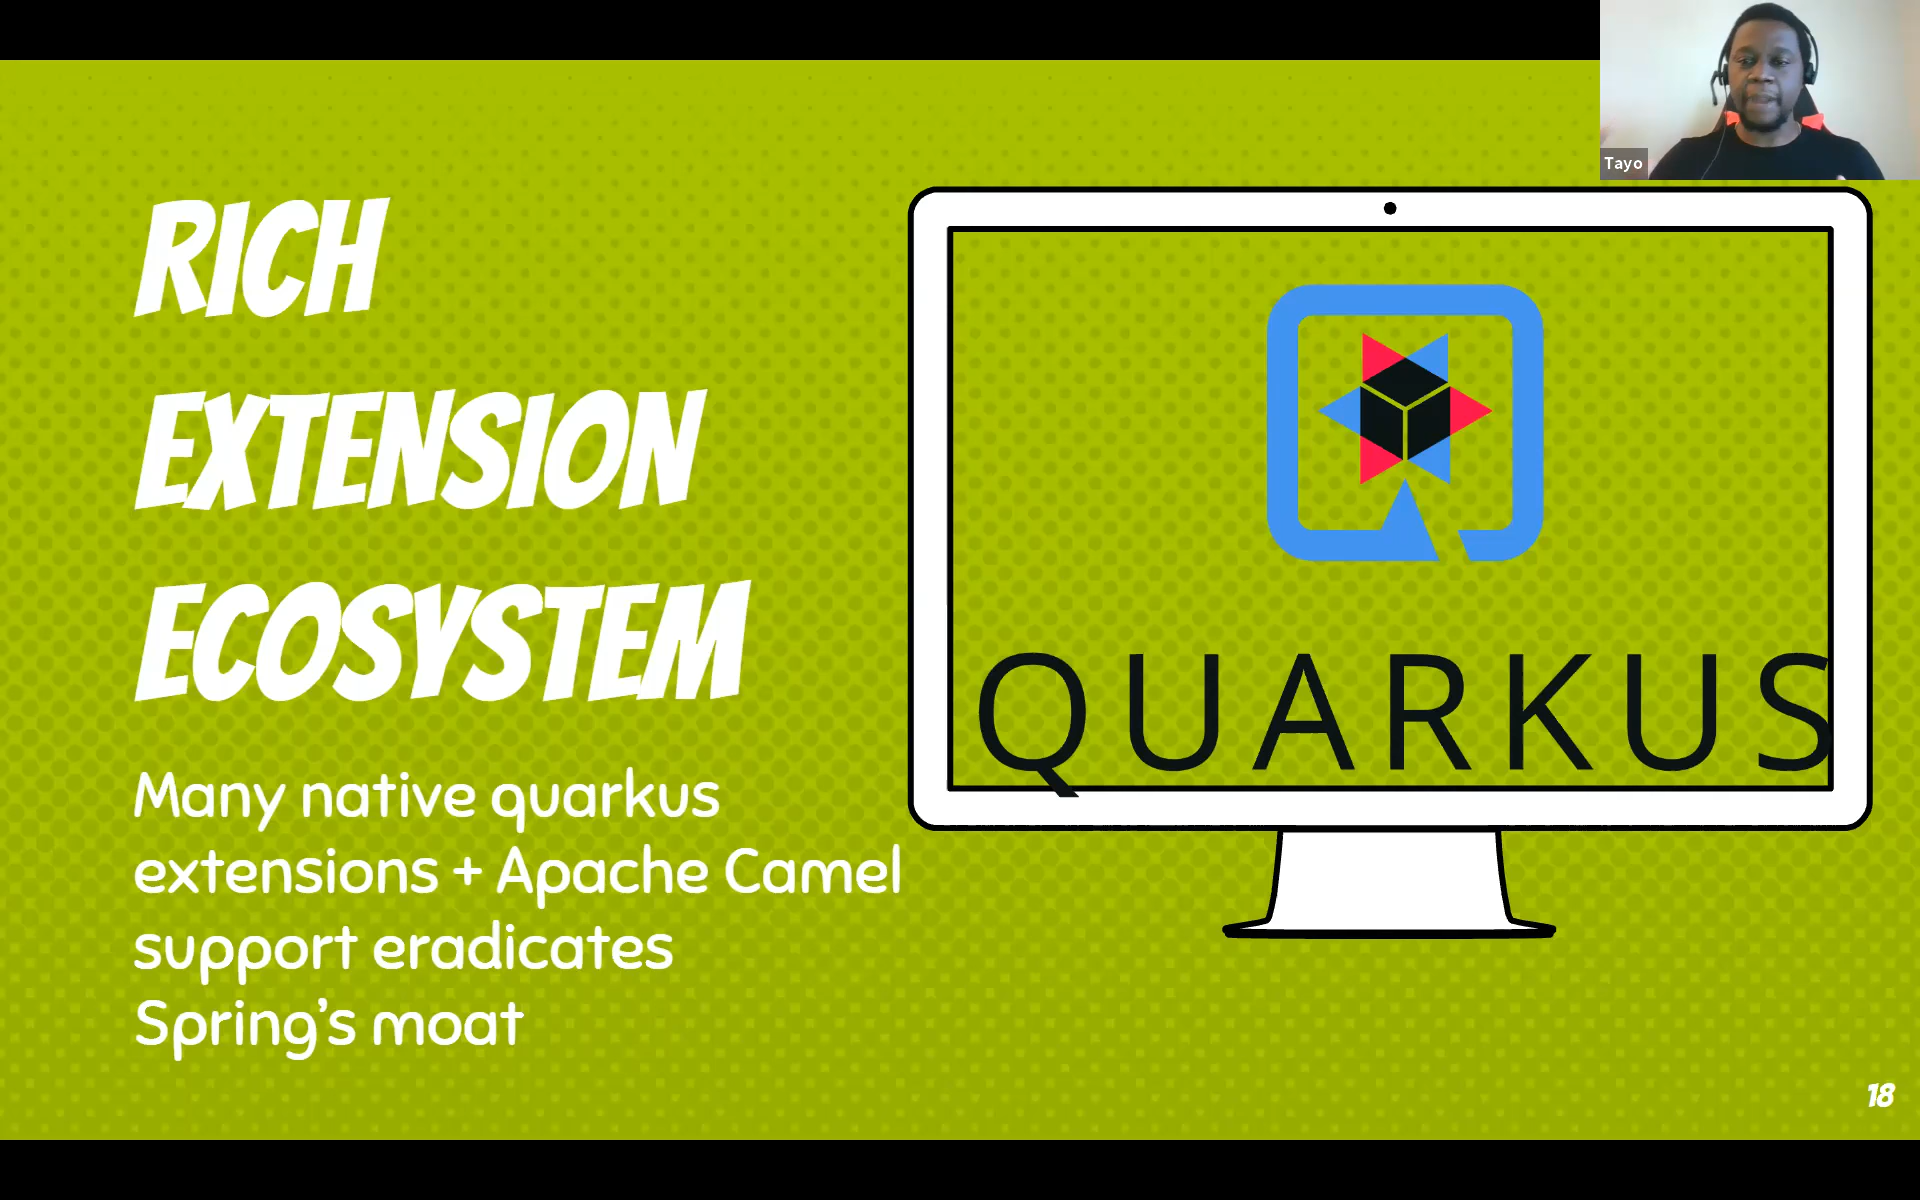 Tayo
RICH
EXTENSION
ECOSYSTEM
Many native quarkus
extensions + Apache Camel
support eradicates
Spring's moat
QUARKUS
18